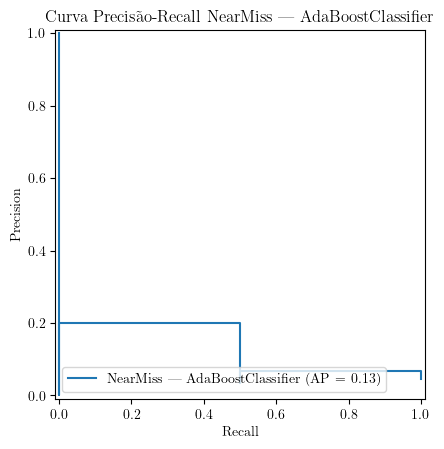 Curva Precisão-Recall NearMiss — AdaBoostClassifier
1.0
0.8
0.6
0.4
0.2
0.0
Precision
NearMiss — AdaBoostClassifier (AP = 0.13)
0.0 0.2 0.4 0.6 0.8 1.0
Recall